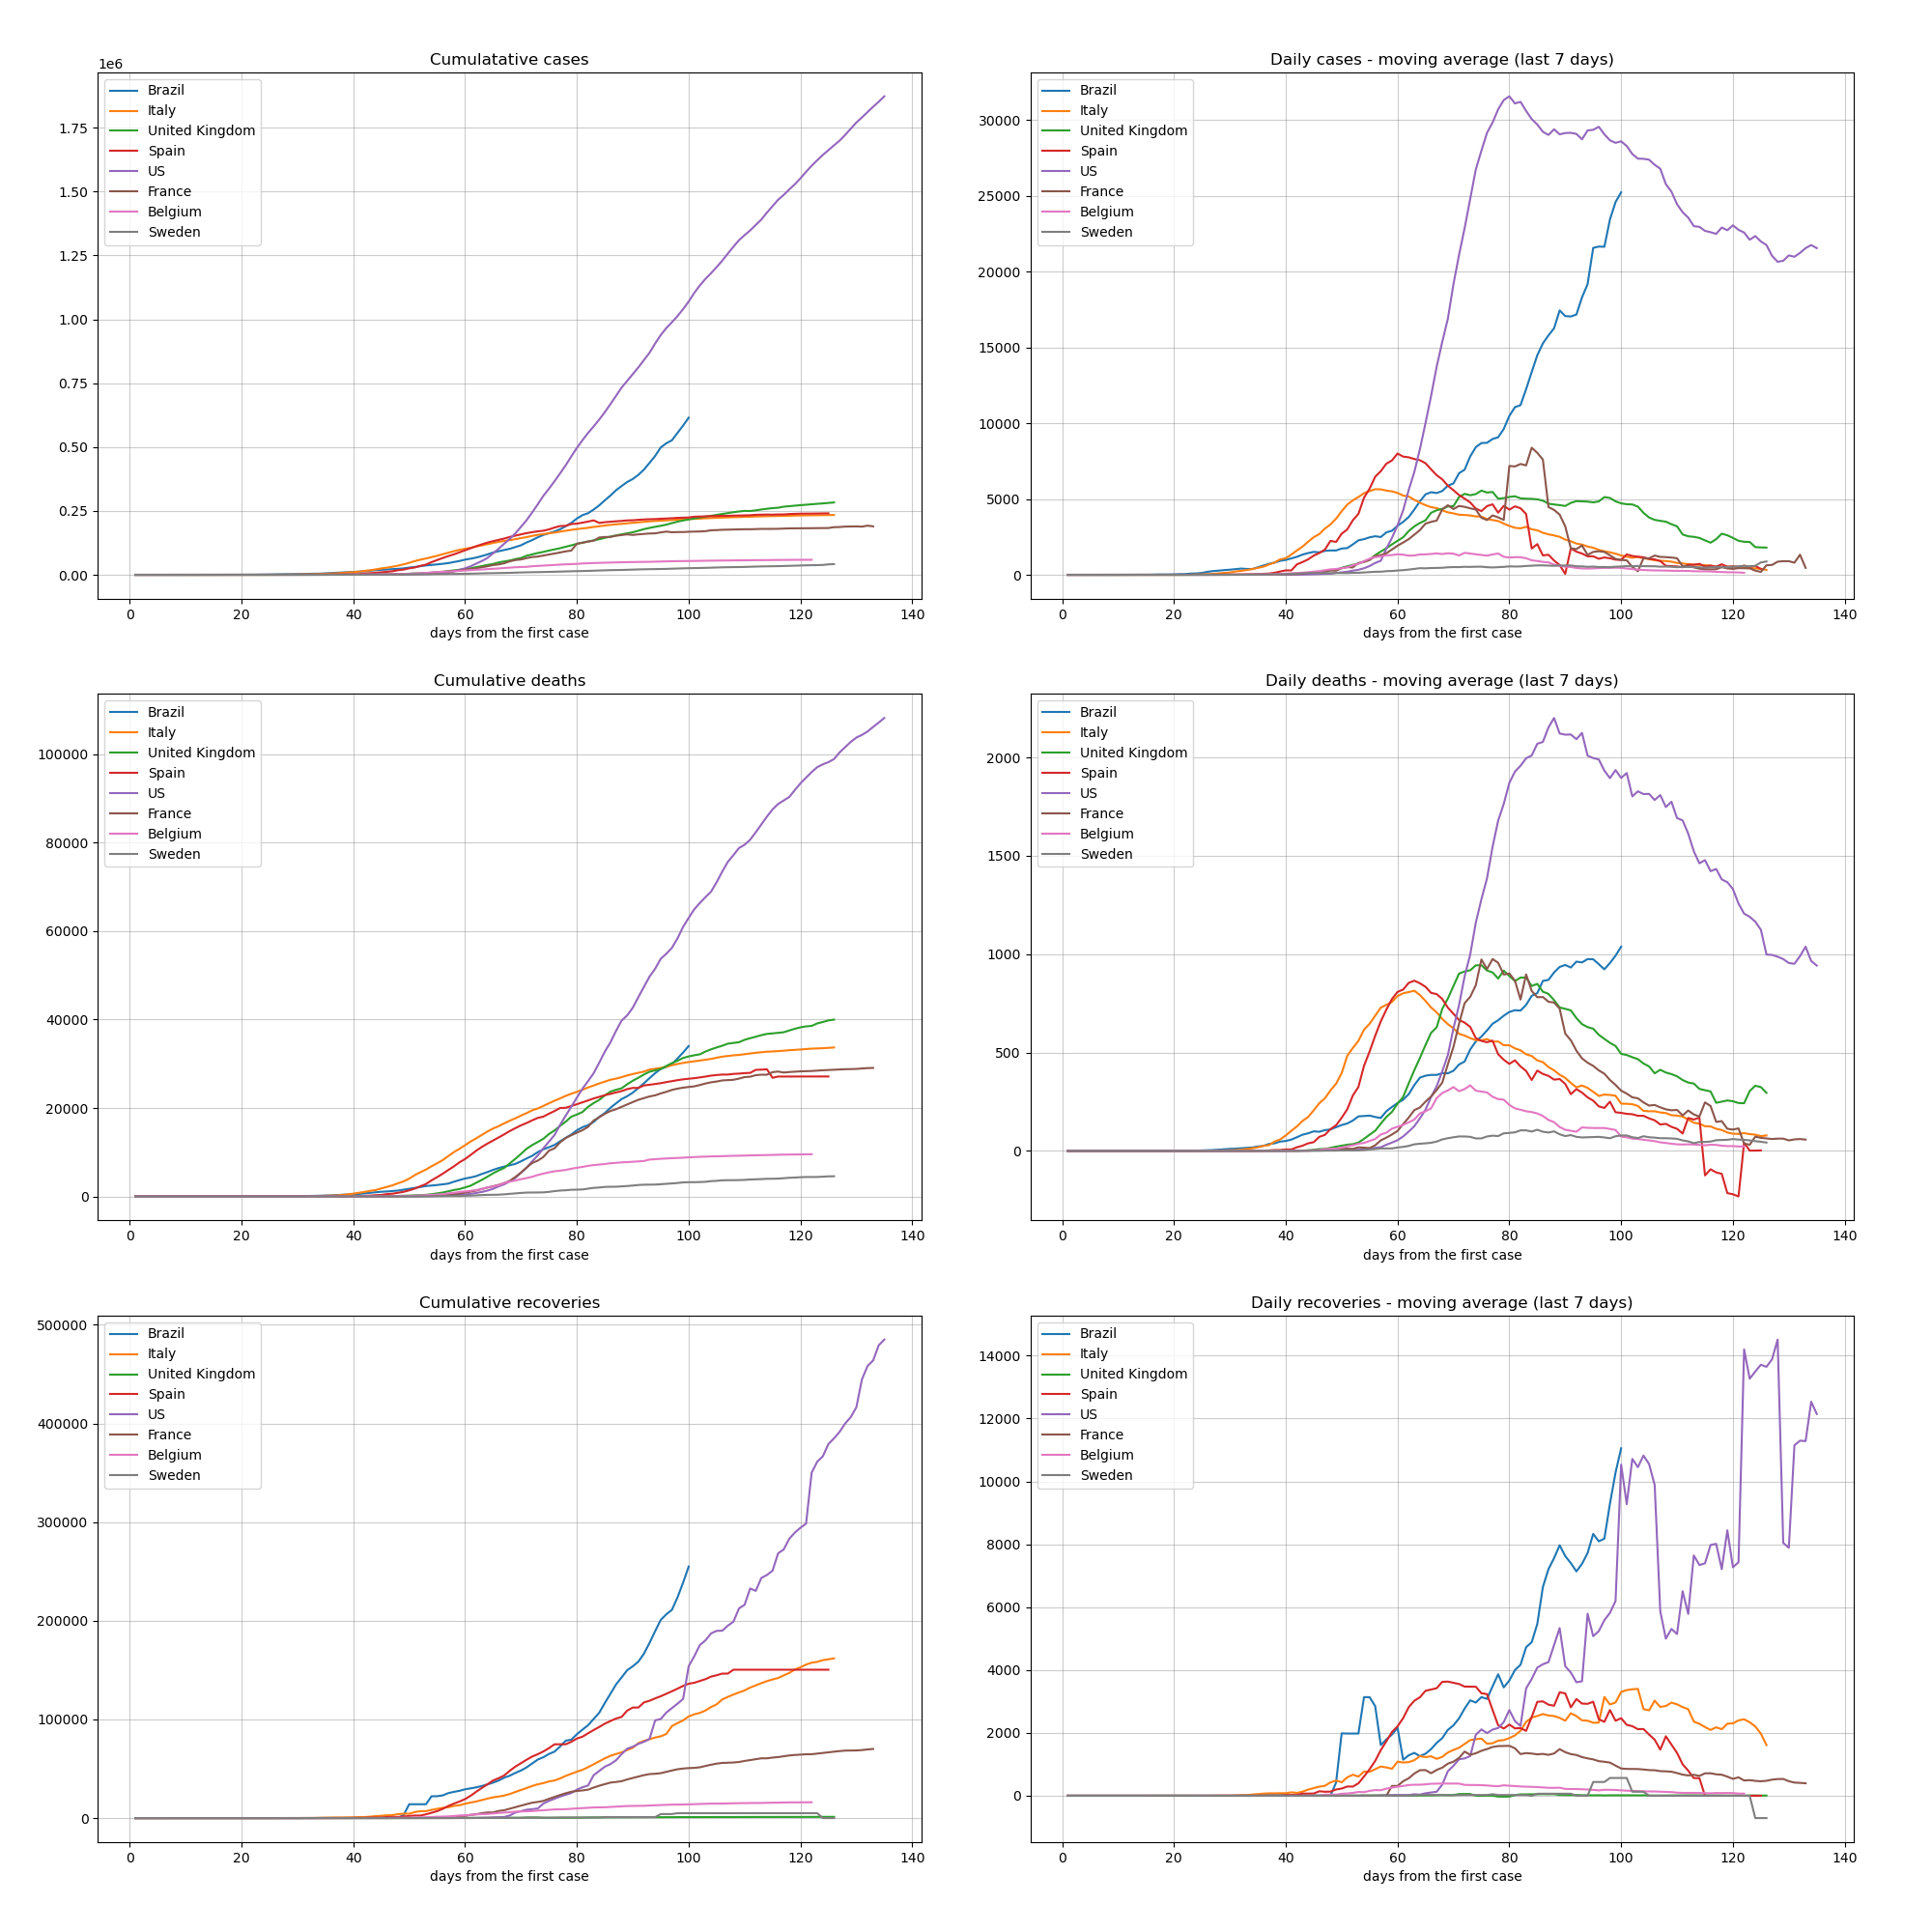 Cumulatative cases
1e6
1.75
1.50
1.25
1.00
0.75
0.50
0.25
0.00
Brazil
Italy
United Kingdom
Spain
US
France
Belgium
Sweden
0 20 40 60 80 100 120 140
days from the first case
Daily cases - moving average (last 7 days)
30000
25000
20000
15000
10000
5000
0
Brazil
Italy
United Kingdom
Spain
US
France
Belgium
Sweden
0 20 40 60 80 100 120 140
days from the first case
Cumulative deaths
100000
80000
60000
40000
20000
0
Brazil
Italy
United Kingdom
Spain
US
France
Belgium
Sweden
0 20 40 60 80 100 120 140
days from the first case
Daily deaths - moving average (last 7 days)
2000
1500
1000
500
0
Brazil
Italy
United Kingdom
Spain
US
France
Belgium
Sweden
0 20 40 60 80 100 120 140
days from the first case
Cumulative recoveries
500000
400000
300000
200000
100000
0
Brazil
Italy
United Kingdom
Spain
US
France
Belgium
Sweden
0 20 40 60 80 100 120 140
days from the first case
Daily recoveries - moving average (last 7 days)
14000
12000
10000
8000
6000
4000
2000
0
Brazil
Italy
United Kingdom
Spain
US
France
Belgium
Sweden
0 20 40 60 80 100 120 140
days from the first case